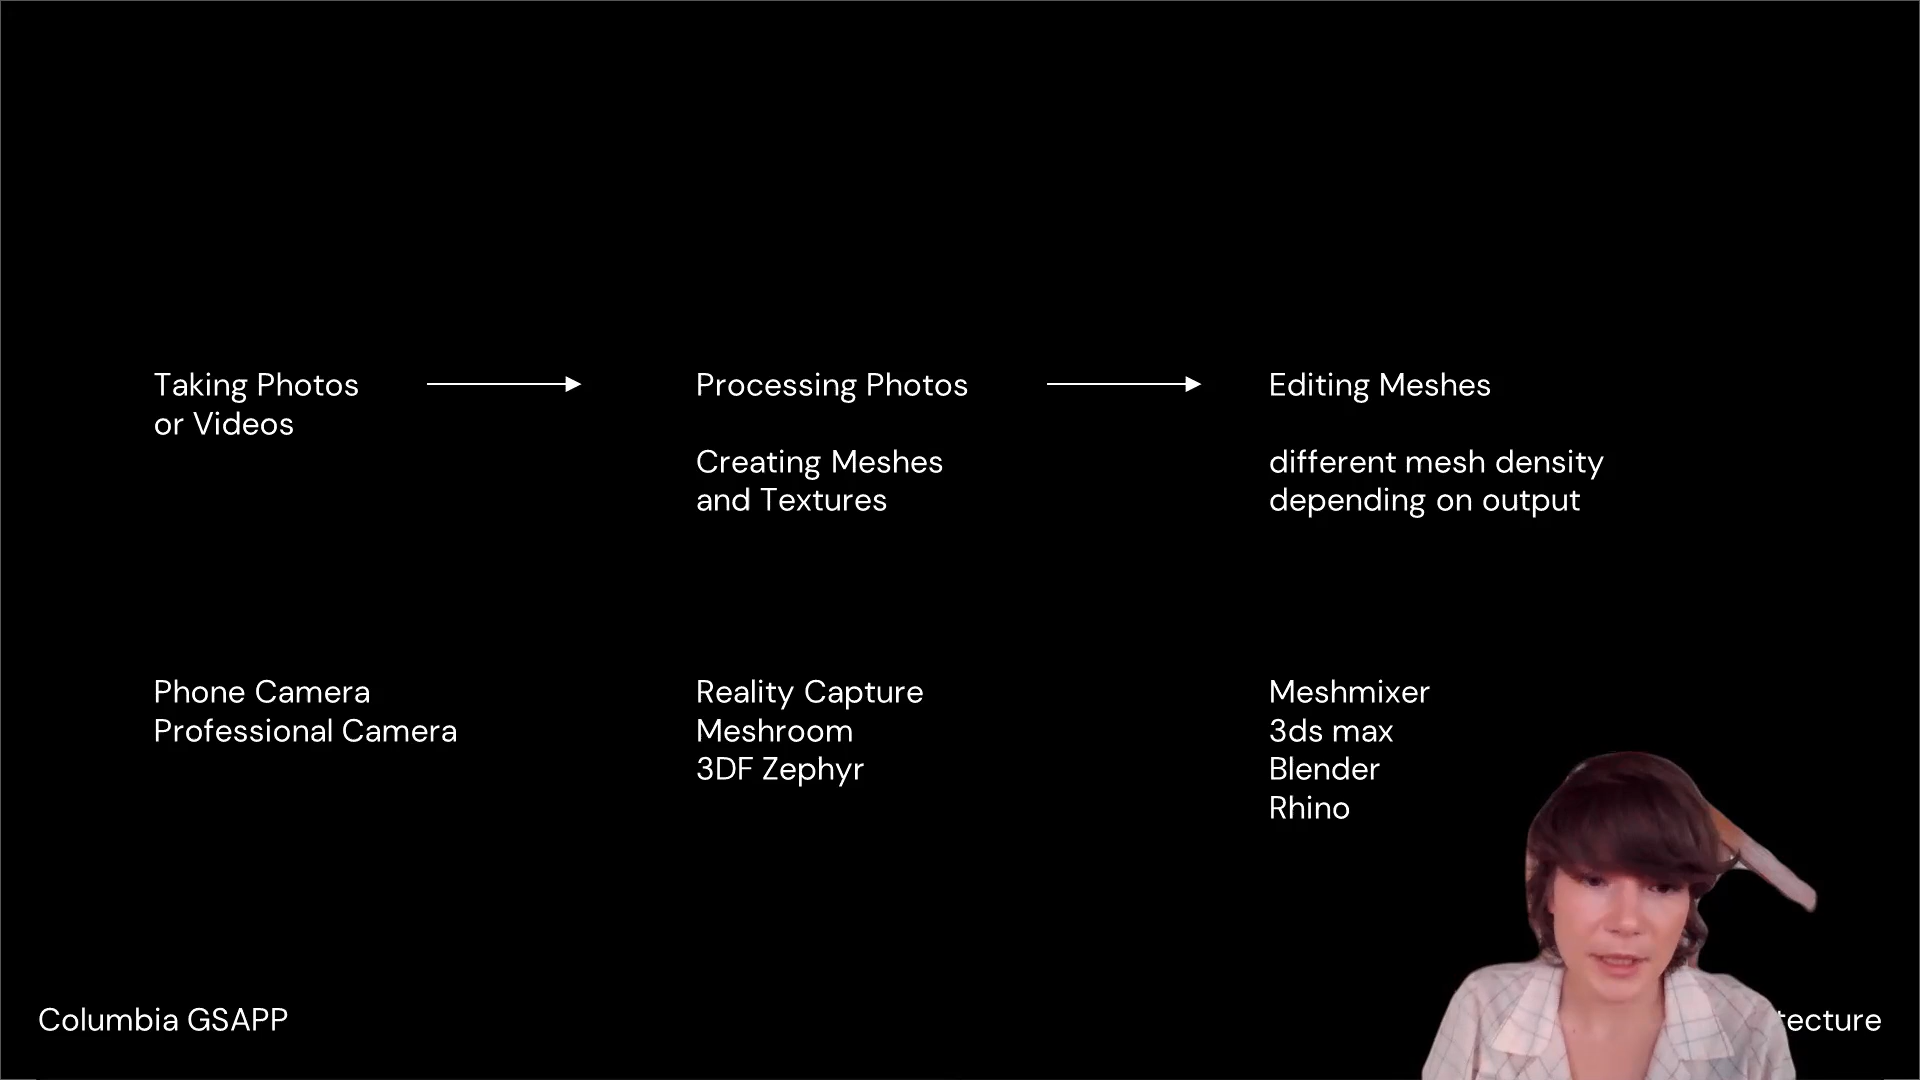 Taking Photos
or Videos
Processing Photos
Creating Meshes
and Textures
Editing Meshes
different mesh density
depending on output
Phone Camera
Professional Camera
Reality Capture
Meshroom
3DF Zephyr
Meshmixer
3ds max
Blender
Rhino
Columbia GSAPP